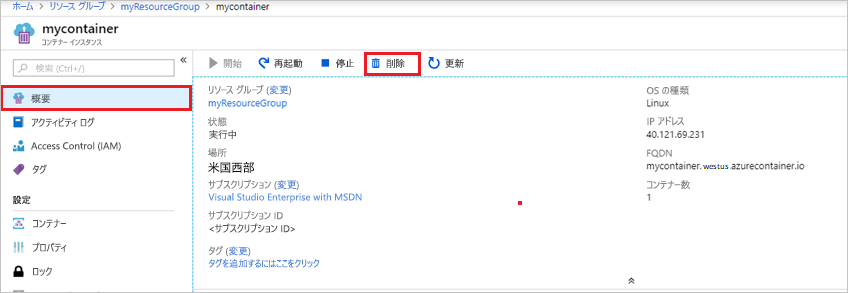 ホーム > リソース グループ > myResourceGroup > mycontainer
mycontainer
コンテナー インスタンス
検索 (Ctrl+/)
«
概要
アクティビティ ログ
Access Control (IAM)
タグ
設定
コンテナー
プロパティ
ロック
開始 再起動 停止 削除 更新
リソース グループ (変更)
myResourceGroup
状態
実行中
場所
米国西部
サブスクリプション (変更)
Visual Studio Enterprise with MSDN
サブスクリプション ID
<サブスクリプション ID>
タグ (変更)
タグを追加するにはここをクリック
OS の種類
Linux
IP アドレス
40.121.69.231
FQDN
mycontainer.westus.azurecontainer.io
コンテナー数
1